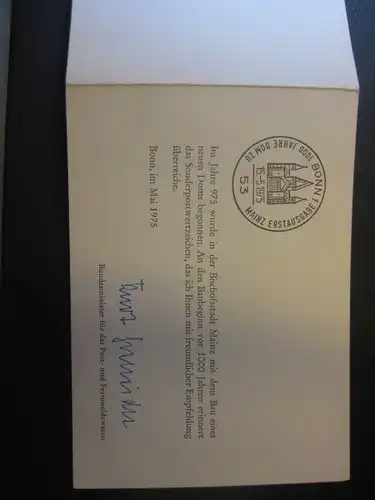 1000 JAHRE DOM ZU
MAINZ ERSTAUSGABE
BONN 1
15-5.1975
53
Im Jahre 975 wurde in der Bischofsstadt Mainz mit dem Bau eines
neuen Doms begonnen. An den Baubeginn vor 1000 Jahren erinnert
das Sonderpostwertzeichen, das ich Ihnen mit freundlicher Empfehlung
überreiche.
Bonn, im Mai 1975
Bundesminister für das Post- und Fernmeldewesen